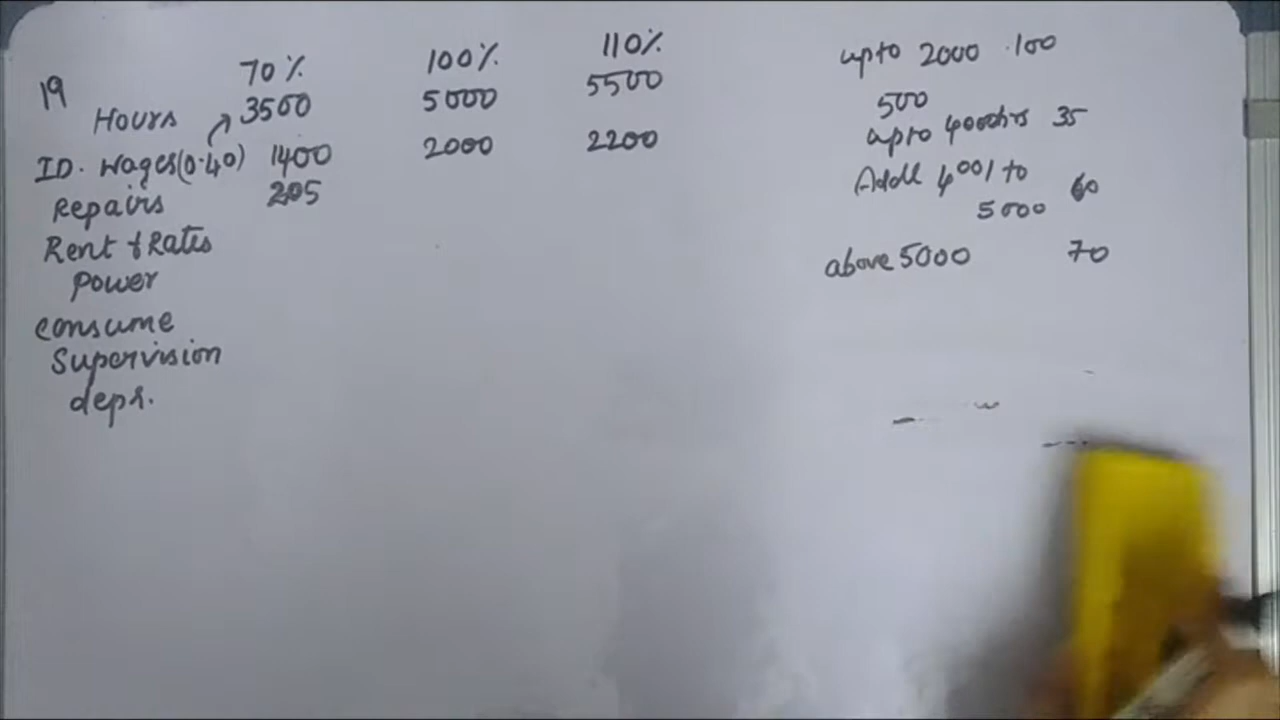 19 70% 100% 110%
Hours 3500 5000 5500
ID. Wages(0.40) 1400 2000 2200
Repairs 205
Rent & Rates
Power
consume
Supervision
depr.
upto 2000 100
500
upto 4000hrs 35
Addl 4001 to
5000 60
above 5000 70